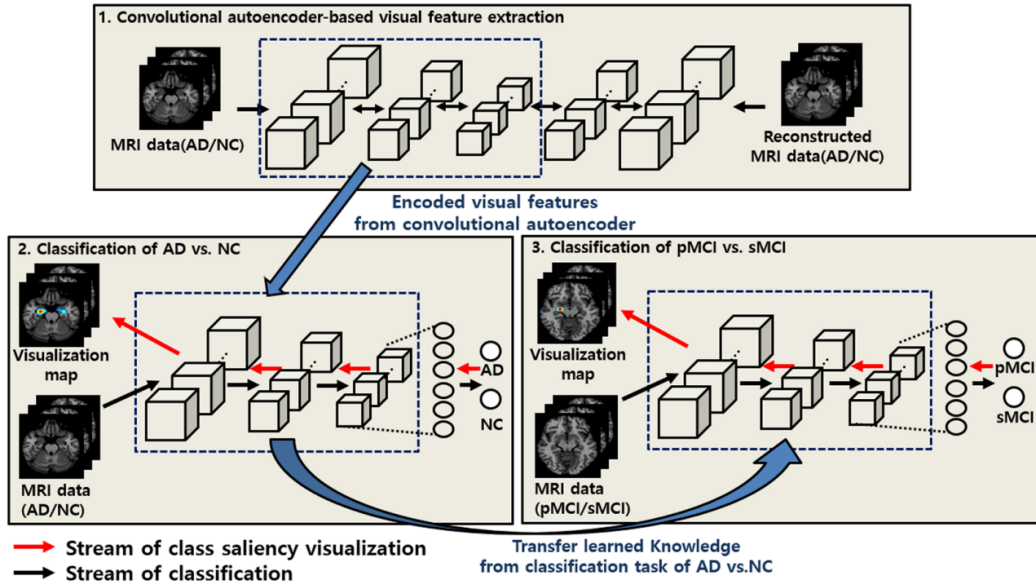 1. Convolutional autoencoder-based visual feature extraction
MRI data(AD/NC)
Reconstructed
MRI data(AD/NC)
Encoded visual features
from convolutional autoencoder
2. Classification of AD vs. NC
Visualization
map
MRI data
(AD/NC)
AD
NC
3. Classification of pMCI vs. sMCI
Visualization
map
MRI data
(pMCI/sMCI)
pMCI
sMCI
Stream of class saliency visualization
Stream of classification
Transfer learned Knowledge
from classification task of AD vs.NC